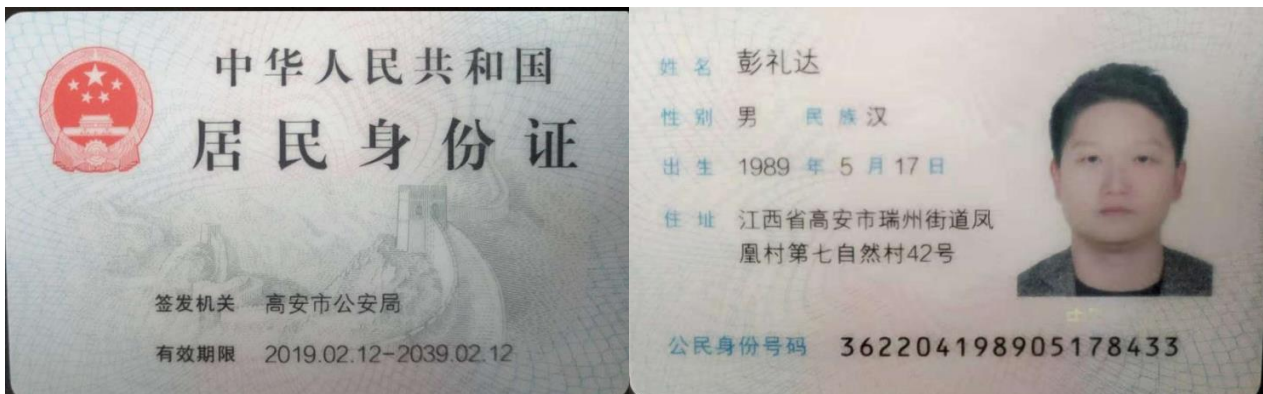 中华人民共和国
居民身份证
签发机关 高安市公安局
有效期限 2019.02.12-2039.02.12
姓名 彭礼达
性别 男 民族 汉
出生 1989 年 5 月 17 日
住址 江西省高安市瑞州街道凤
凰村第七自然村42号
公民身份号码 362204198905178433